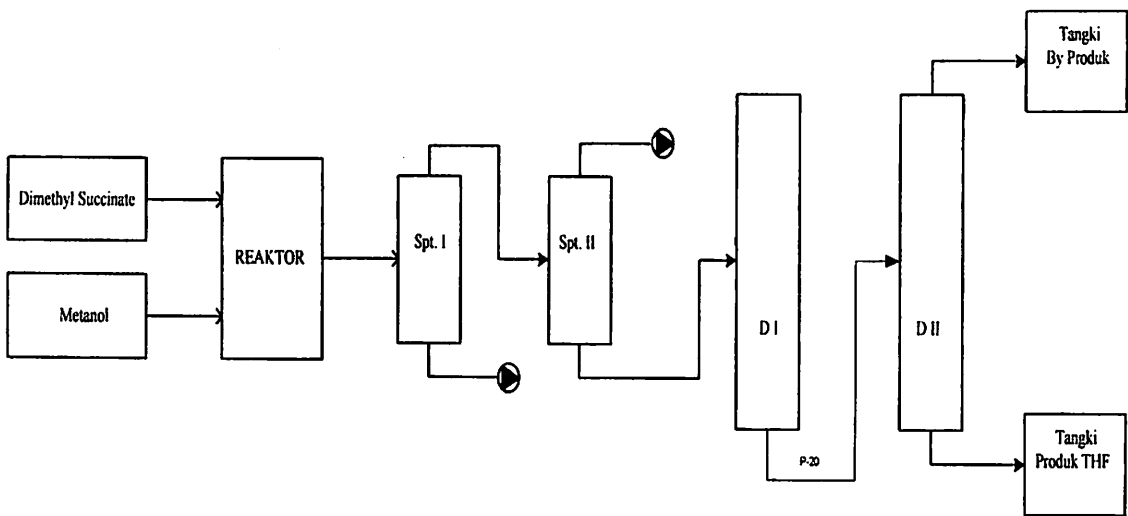 Tangki
By Produk
Dimethyl Succinate
REAKTOR
Spt. I
Spt. II
Metanol
D I
D II
P-20
Tangki
Produk THF